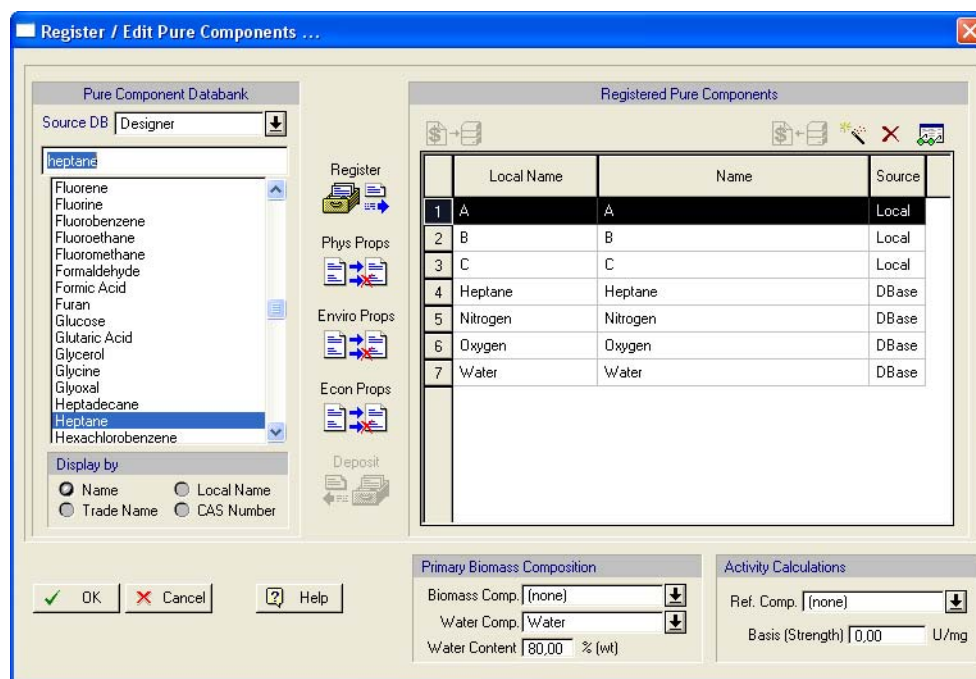 Register / Edit Pure Components ...
Pure Component Databank
Source DB Designer
heptane
Fluorene
Fluorine
Fluorobenzene
Fluoroethane
Fluoromethane
Formaldehyde
Formic Acid
Furan
Glucose
Glutaric Acid
Glycerol
Glycine
Glyoxal
Heptadecane
Heptane
Hexachlorobenzene
Display by
Name Local Name
Trade Name CAS Number
Register
Phys Props
Enviro Props
Econ Props
Deposit
Registered Pure Components
Local Name Name Source
1 A A Local
2 B B Local
3 C C Local
4 Heptane Heptane DBase
5 Nitrogen Nitrogen DBase
6 Oxygen Oxygen DBase
7 Water Water DBase
OK Cancel Help
Primary Biomass Composition
Biomass Comp. (none)
Water Comp. Water
Water Content 80,00 % (wt)
Activity Calculations
Ref. Comp. (none)
Basis (Strength) 0,00 U/mg